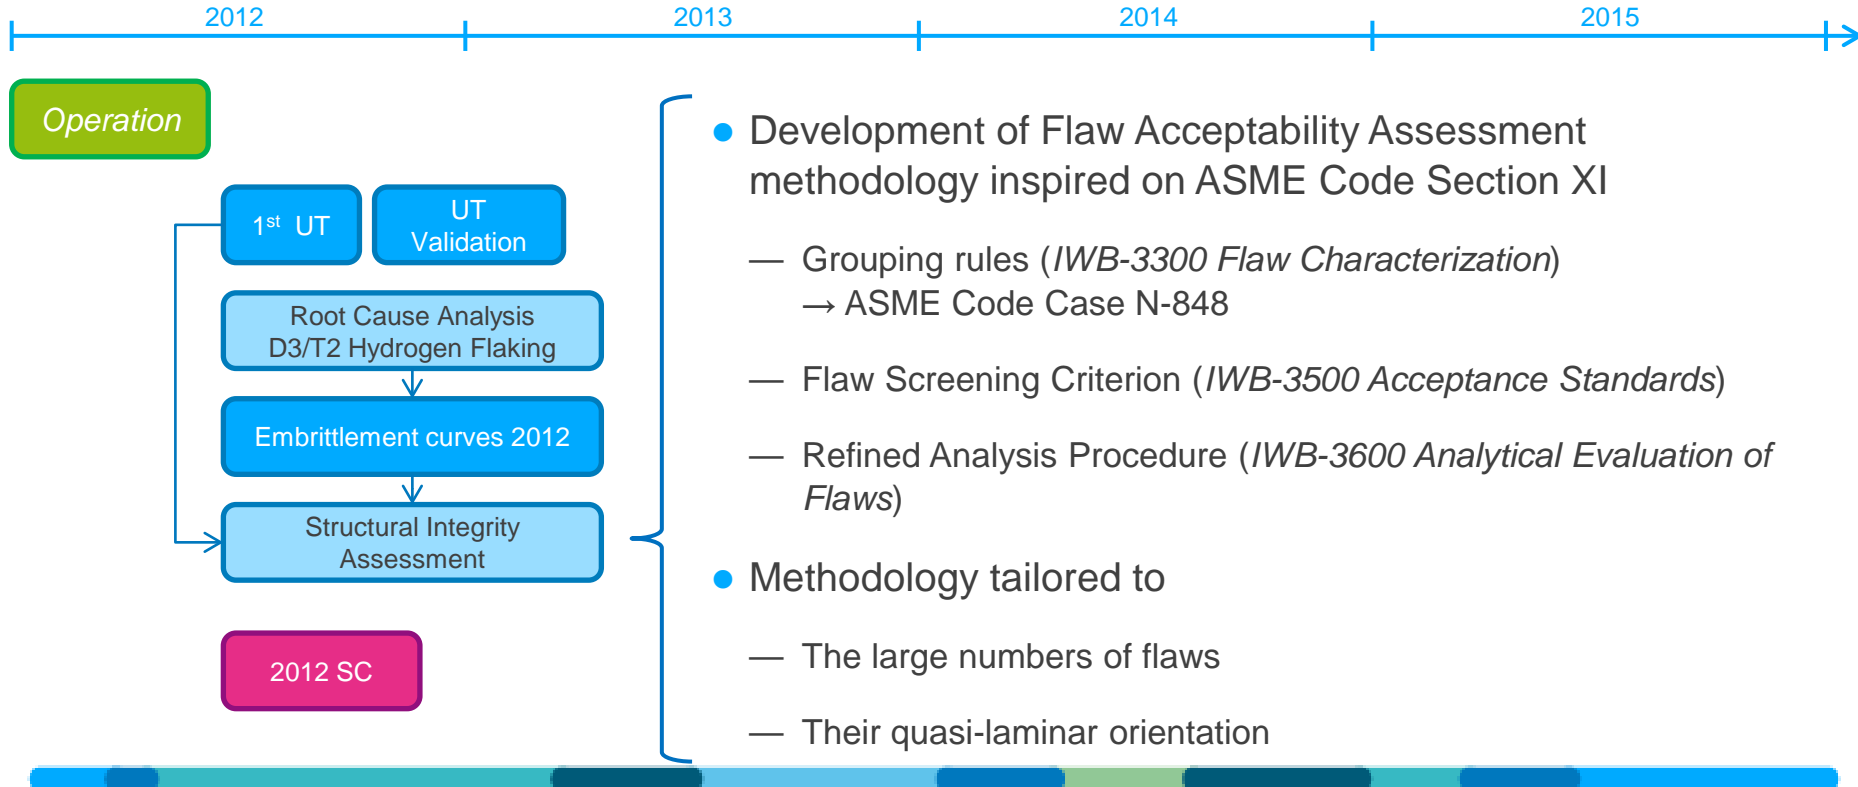 2012
2013
2014
2015
Operation
1st UT
UT
Validation
Root Cause Analysis
D3/T2 Hydrogen Flaking
Embrittlement curves 2012
Structural Integrity
Assessment
2012 SC
● Development of Flaw Acceptability Assessment
methodology inspired on ASME Code Section XI
— Grouping rules (IWB-3300 Flaw Characterization)
→ ASME Code Case N-848
— Flaw Screening Criterion (IWB-3500 Acceptance Standards)
— Refined Analysis Procedure (IWB-3600 Analytical Evaluation of
Flaws)
● Methodology tailored to
— The large numbers of flaws
— Their quasi-laminar orientation